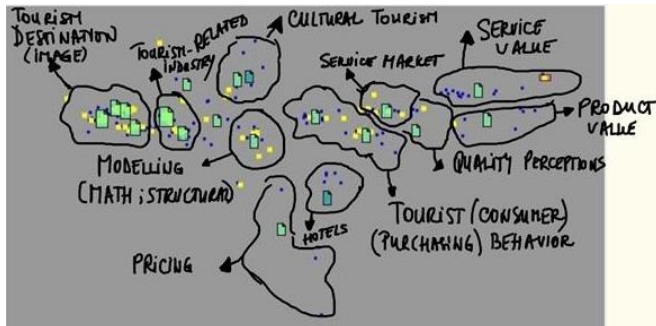 TOURISM
DESTINATION
(IMAGE)
TOURISM-RELATED
INDUSTRY
CULTURAL TOURISM
SERVICE MARKET
SERVICE
VALUE
PRODUCT
VALUE
QUALITY PERCEPTIONS
MODELLING
(MATH; STRUCTURAL)
TOURIST (CONSUMER)
(PURCHASING) BEHAVIOR
HOTELS
PRICING